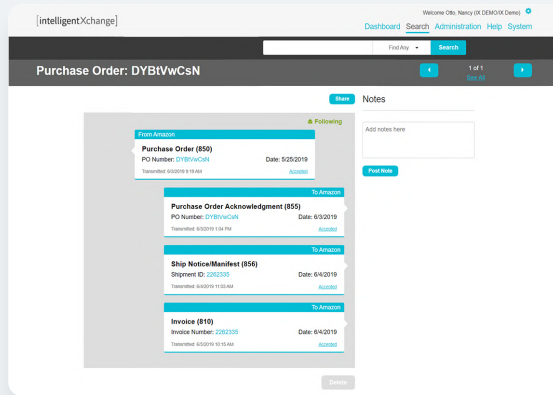 Welcome Otto, Nancy (IX DEMO/IX Demo)
[intelligentXchange]
Dashboard Search Administration Help System
Find Any Search
Purchase Order: DYBtVwCsN
1 of 1
See All
Share
Notes
Following
Add notes here
From Amazon
Purchase Order (850)
PO Number: DYBtVwCsN Date: 5/25/2019
Transmitted: 6/3/2019 8:19 AM Accepted
Post Note
To Amazon
Purchase Order Acknowledgment (855)
PO Number: DYBtVwCsN Date: 6/3/2019
Transmitted: 6/3/2019 1:04 PM Accepted
To Amazon
Ship Notice/Manifest (856)
Shipment ID: 2262335 Date: 6/4/2019
Transmitted: 6/4/2019 11:03 AM Accepted
To Amazon
Invoice (810)
Invoice Number: 2262335 Date: 6/4/2019
Transmitted: 6/5/2019 10:15 AM Accepted
Delete